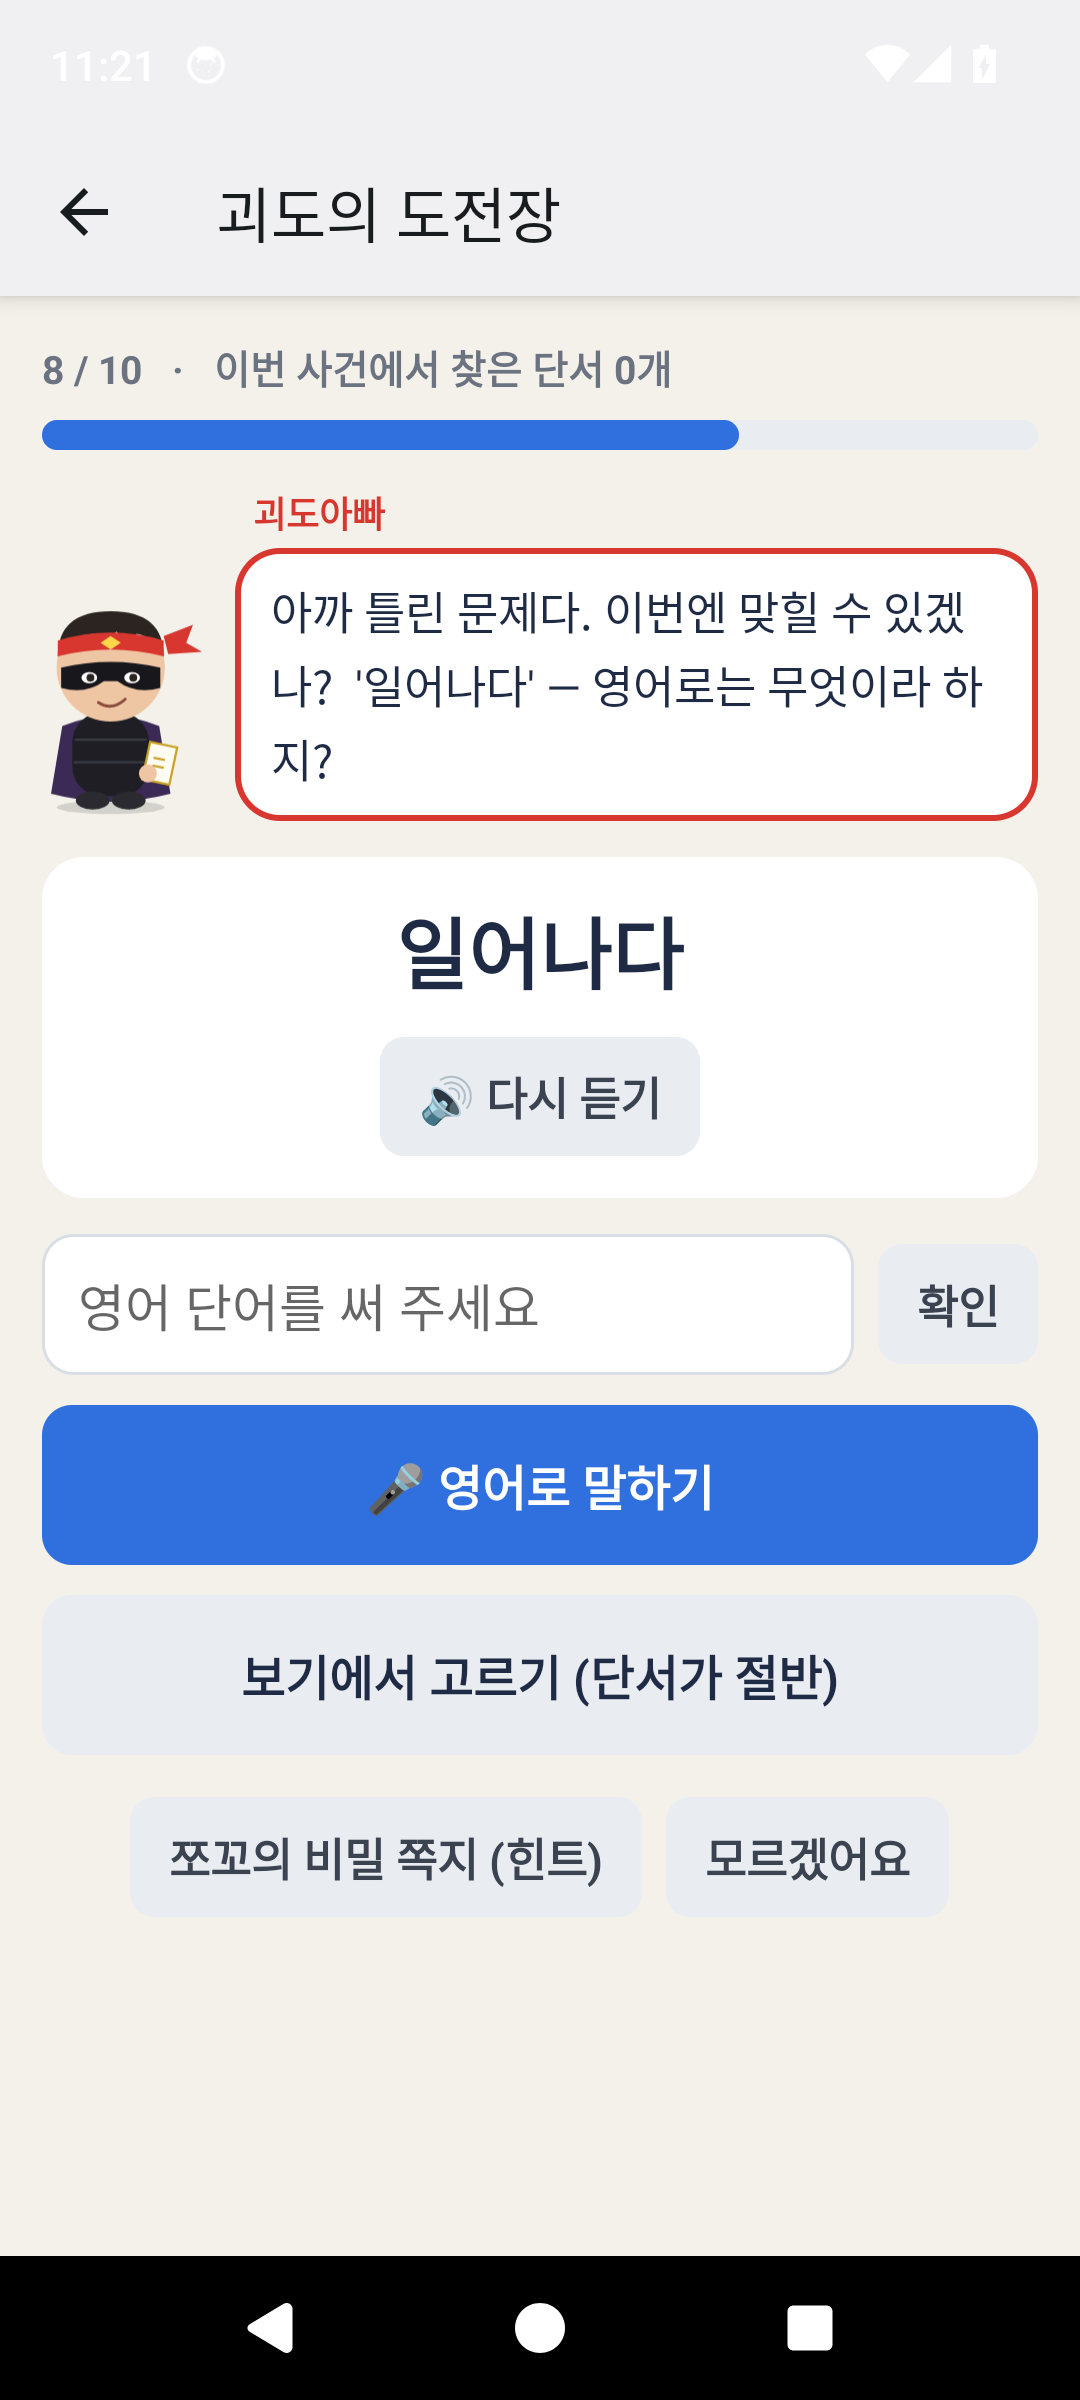 11:21
괴도의 도전장
8 / 10 · 이번 사건에서 찾은 단서 0개
괴도아빠
아까 틀린 문제다. 이번엔 맞힐 수 있겠
나? '일어나다' — 영어로는 무엇이라 하
지?
일어나다
🔊 다시 듣기
영어 단어를 써 주세요
확인
🎤 영어로 말하기
보기에서 고르기 (단서가 절반)
쪼꼬의 비밀 쪽지 (힌트)
모르겠어요